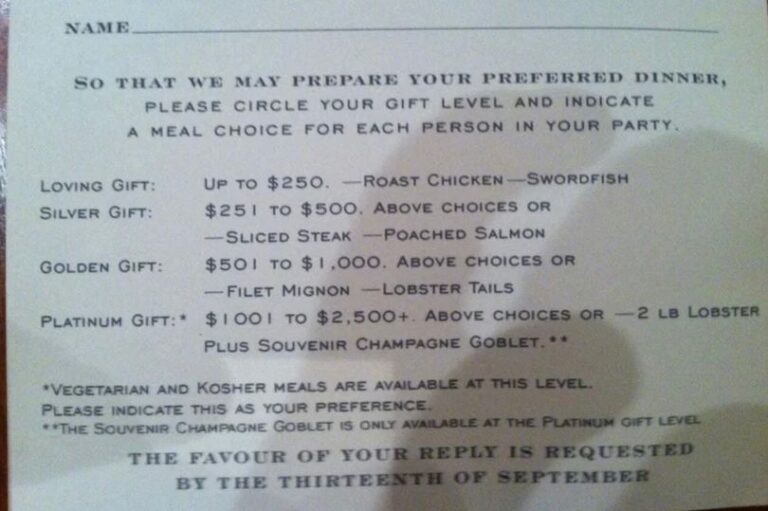 NAME
SO THAT WE MAY PREPARE YOUR PREFERRED DINNER,
PLEASE CIRCLE YOUR GIFT LEVEL AND INDICATE
A MEAL CHOICE FOR EACH PERSON IN YOUR PARTY.
LOVING GIFT: UP TO $250. —ROAST CHICKEN —SWORDFISH
SILVER GIFT: $251 TO $500. ABOVE CHOICES OR
—SLICED STEAK —POACHED SALMON
GOLDEN GIFT: $501 TO $1,000. ABOVE CHOICES OR
—FILET MIGNON —LOBSTER TAILS
PLATINUM GIFT:* $1001 TO $2,500+. ABOVE CHOICES OR —2 LB LOBSTER
PLUS SOUVENIR CHAMPAGNE GOBLET.**
*VEGETARIAN AND KOSHER MEALS ARE AVAILABLE AT THIS LEVEL.
PLEASE INDICATE THIS AS YOUR PREFERENCE.
**THE SOUVENIR CHAMPAGNE GOBLET IS ONLY AVAILABLE AT THE PLATINUM GIFT LEVEL
THE FAVOUR OF YOUR REPLY IS REQUESTED
BY THE THIRTEENTH OF SEPTEMBER